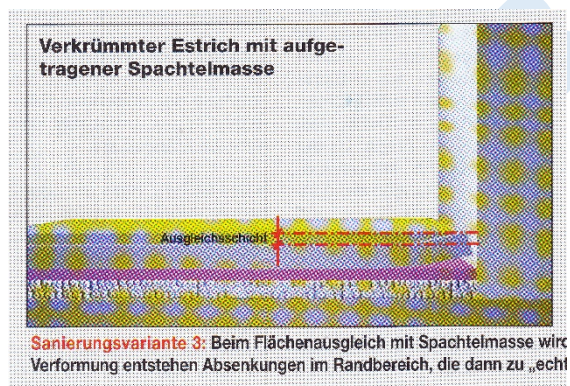 Verkrümmter Estrich mit aufge-
tragener Spachtelmasse
Ausgleichsschicht
Sanierungsvariante 3: Beim Flächenausgleich mit Spachtelmasse wird
Verformung entstehen Absenkungen im Randbereich, die dann zu „echt